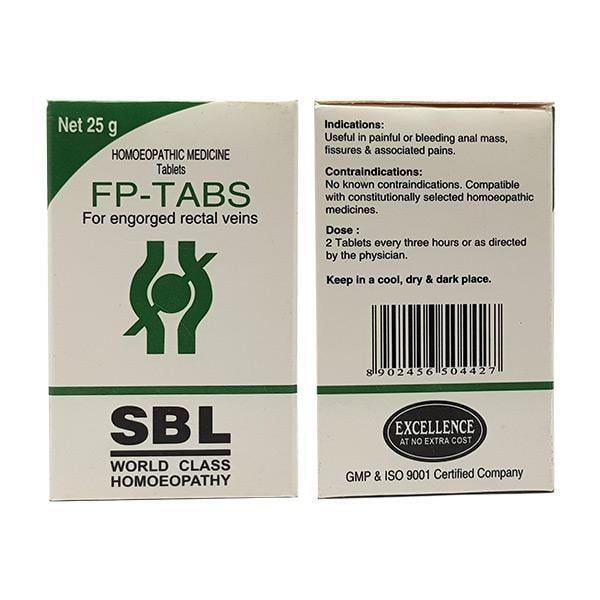 Net 25 g
HOMOEOPATHIC MEDICINE
Tablets
FP-TABS
For engorged rectal veins
SBL
WORLD CLASS
HOMOEOPATHY
Indications:
Useful in painful or bleeding anal mass,
fissures & associated pains.
Contraindications:
No known contraindications. Compatible
with constitutionally selected homoeopathic
medicines.
Dose :
2 Tablets every three hours or as directed
by the physician.
Keep in a cool, dry & dark place.
8 902456 504427
EXCELLENCE
AT NO EXTRA COST
GMP & ISO 9001 Certified Company